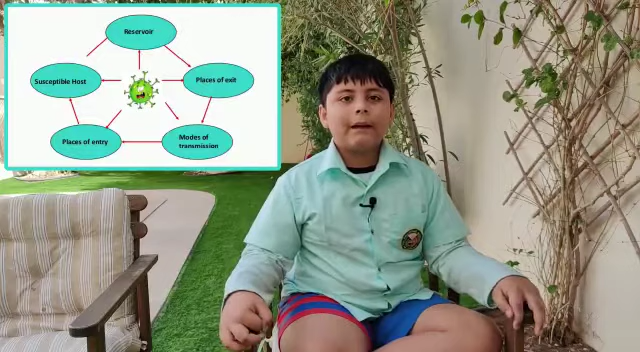 Reservoir
Places of exit
Modes of
transmission
Places of entry
Susceptible Host